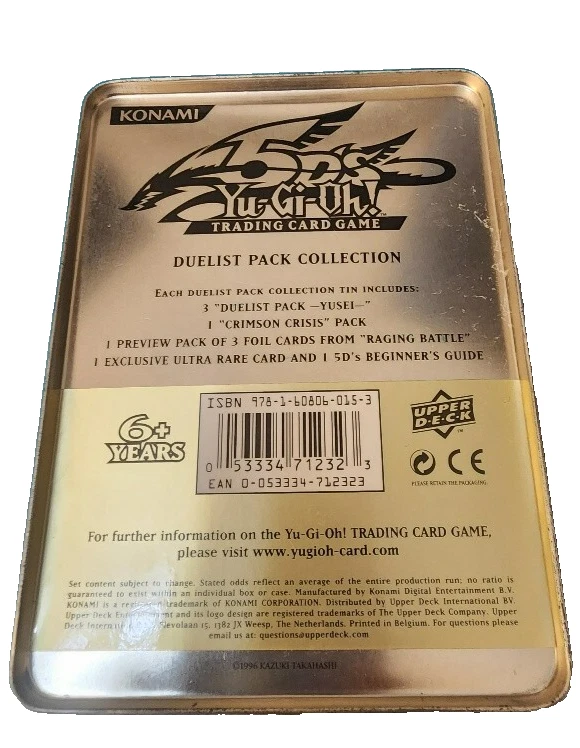 KONAMI
5D's
Yu-Gi-Oh!
TRADING CARD GAME
DUELIST PACK COLLECTION
EACH DUELIST PACK COLLECTION TIN INCLUDES:
3 "DUELIST PACK —YUSEI—"
1 "CRIMSON CRISIS" PACK
1 PREVIEW PACK OF 3 FOIL CARDS FROM "RAGING BATTLE"
1 EXCLUSIVE ULTRA RARE CARD AND 1 5D's BEGINNER'S GUIDE
6+
YEARS
ISBN 978-1-60806-015-3
0 53334 71232 3
EAN 0-053334-712323
UPPER
D·E·C·K
CE
PLEASE RETAIN THE PACKAGING
For further information on the Yu-Gi-Oh! TRADING CARD GAME,
please visit www.yugioh-card.com
Set content subject to change. Stated odds reflect an average of the entire production run; no ratio is
guaranteed to exist within an individual box or case. Manufactured by Konami Digital Entertainment B.V.
KONAMI is a trademark of KONAMI CORPORATION. Distributed by Upper Deck International BV.
Upper Deck and its logo design are registered trademarks of The Upper Deck Company. Upper
Deck 15, 1382 JX Weesp, The Netherlands. Printed in Belgium. For questions please
email us at: questions@upperdeck.com
©1996 KAZUKI TAKAHASHI